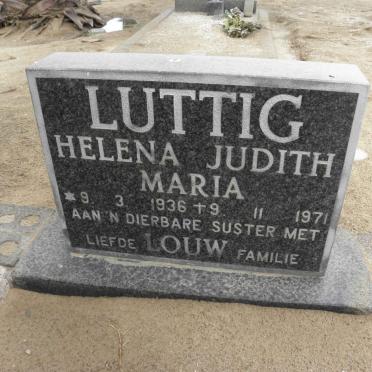 LUTTIG
HELENA JUDITH
MARIA
*9 3 1936 +9 11 1971
AAN 'N DIERBARE SUSTER MET
LIEFDE LOUW FAMILIE